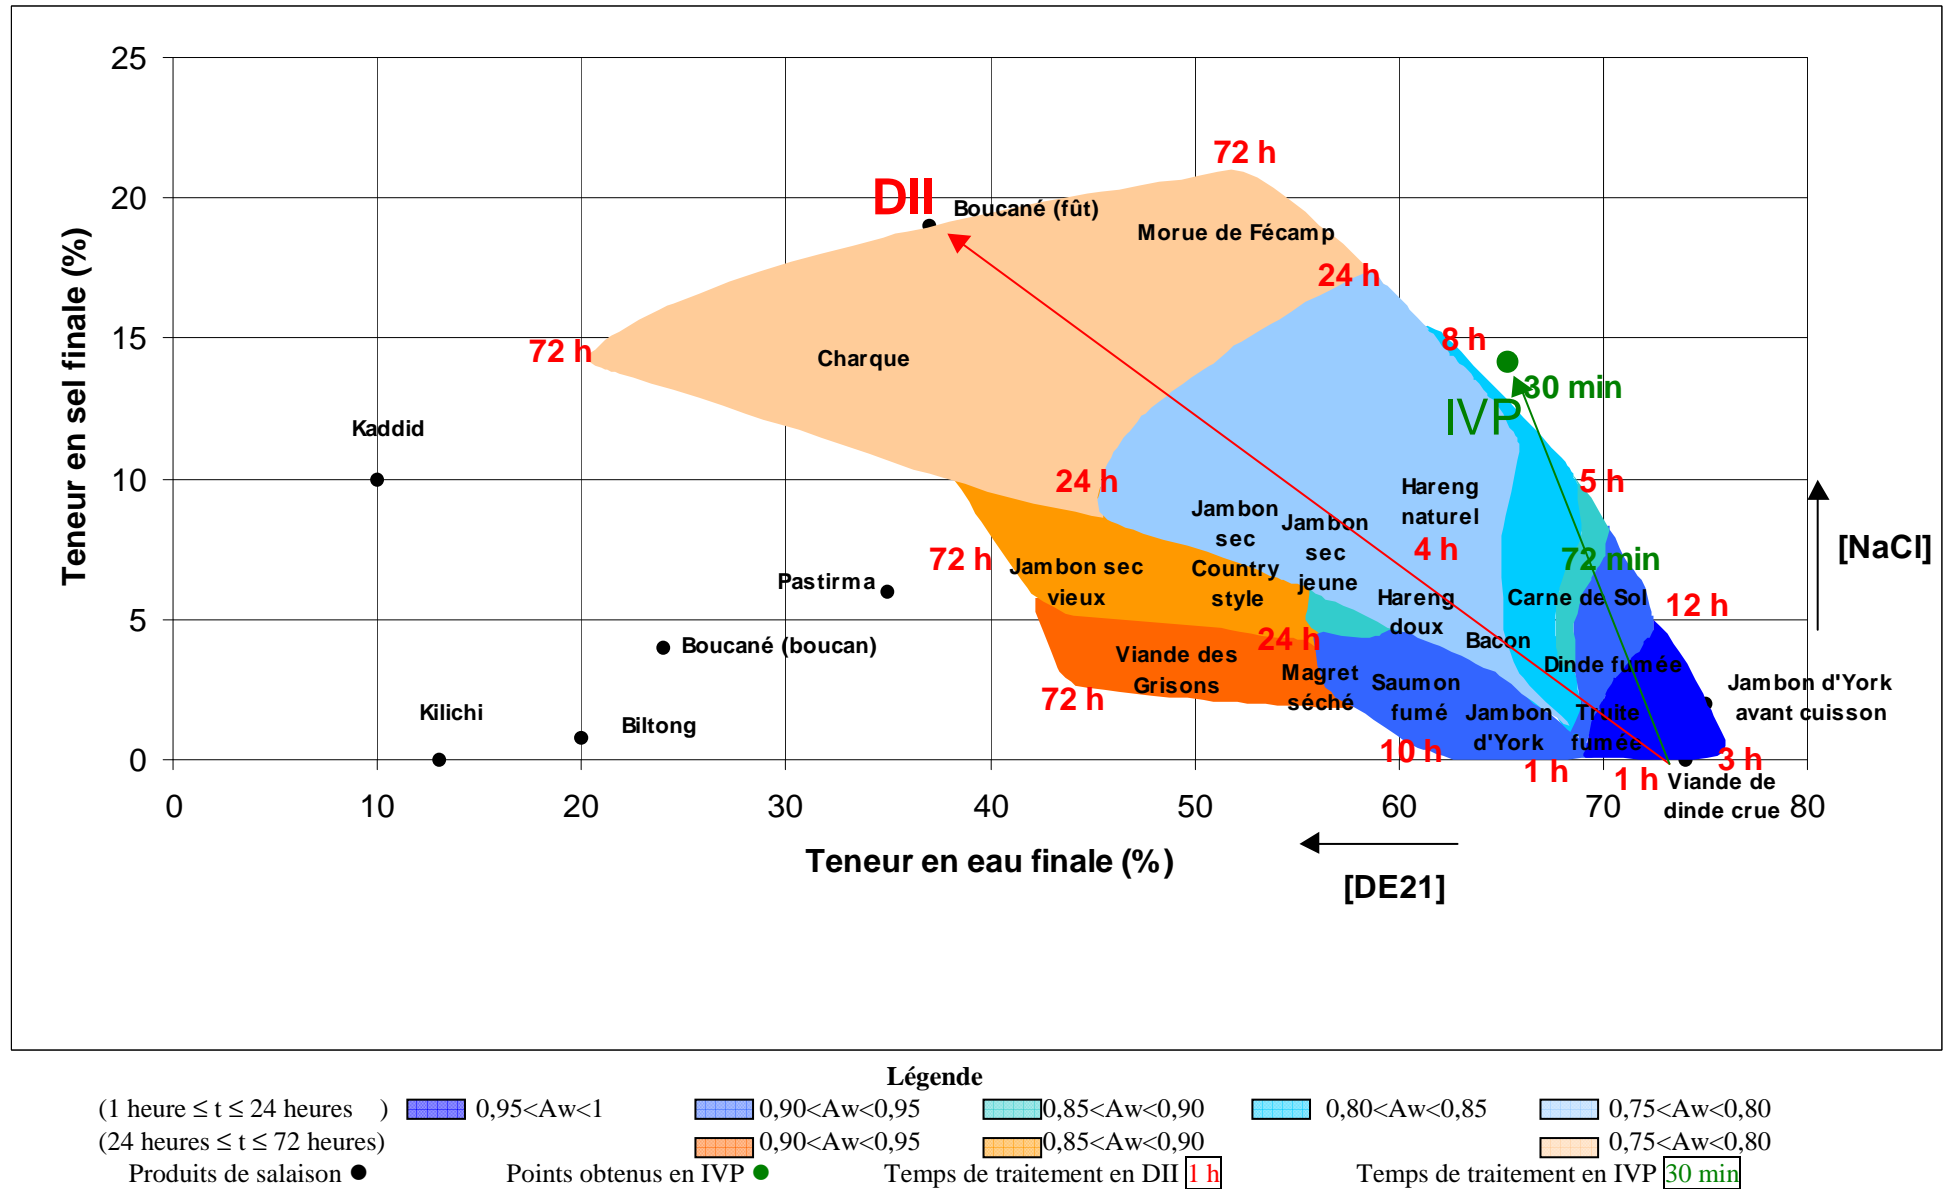 25
20
15
10
5
0
0
10
20
30
40
50
60
70
80
Teneur en sel finale (%)
Teneur en eau finale (%)
[DE21]
[NaCl]
72 h
DII
Boucané (fût)
Morue de Fécamp
24 h
8 h
72 h
Charque
30 min
IVP
Kaddid
24 h
5 h
Hareng
naturel
Jambon
sec
Country
style
Jambon
sec
jeune
4 h
72 h
72 min
Jambon sec
vieux
Pastirma
Hareng
doux
Carne de Sol
12 h
24 h
Bacon
Boucané (boucan)
Viande des
Grisons
Magret
séché
Dinde fumée
Saumon
fumé
72 h
Jambon
d'York
Truite
fumée
Jambon d'York
avant cuisson
Kilichi
Biltong
10 h
1 h
1 h
3 h
Viande de
dinde crue
Légende
(1 heure ≤ t ≤ 24 heures ) 0,95<Aw<1 0,90<Aw<0,95 0,85<Aw<0,90 0,80<Aw<0,85 0,75<Aw<0,80
(24 heures ≤ t ≤ 72 heures) 0,90<Aw<0,95 0,85<Aw<0,90 0,75<Aw<0,80
Produits de salaison Points obtenus en IVP Temps de traitement en DII 1 h Temps de traitement en IVP 30 min